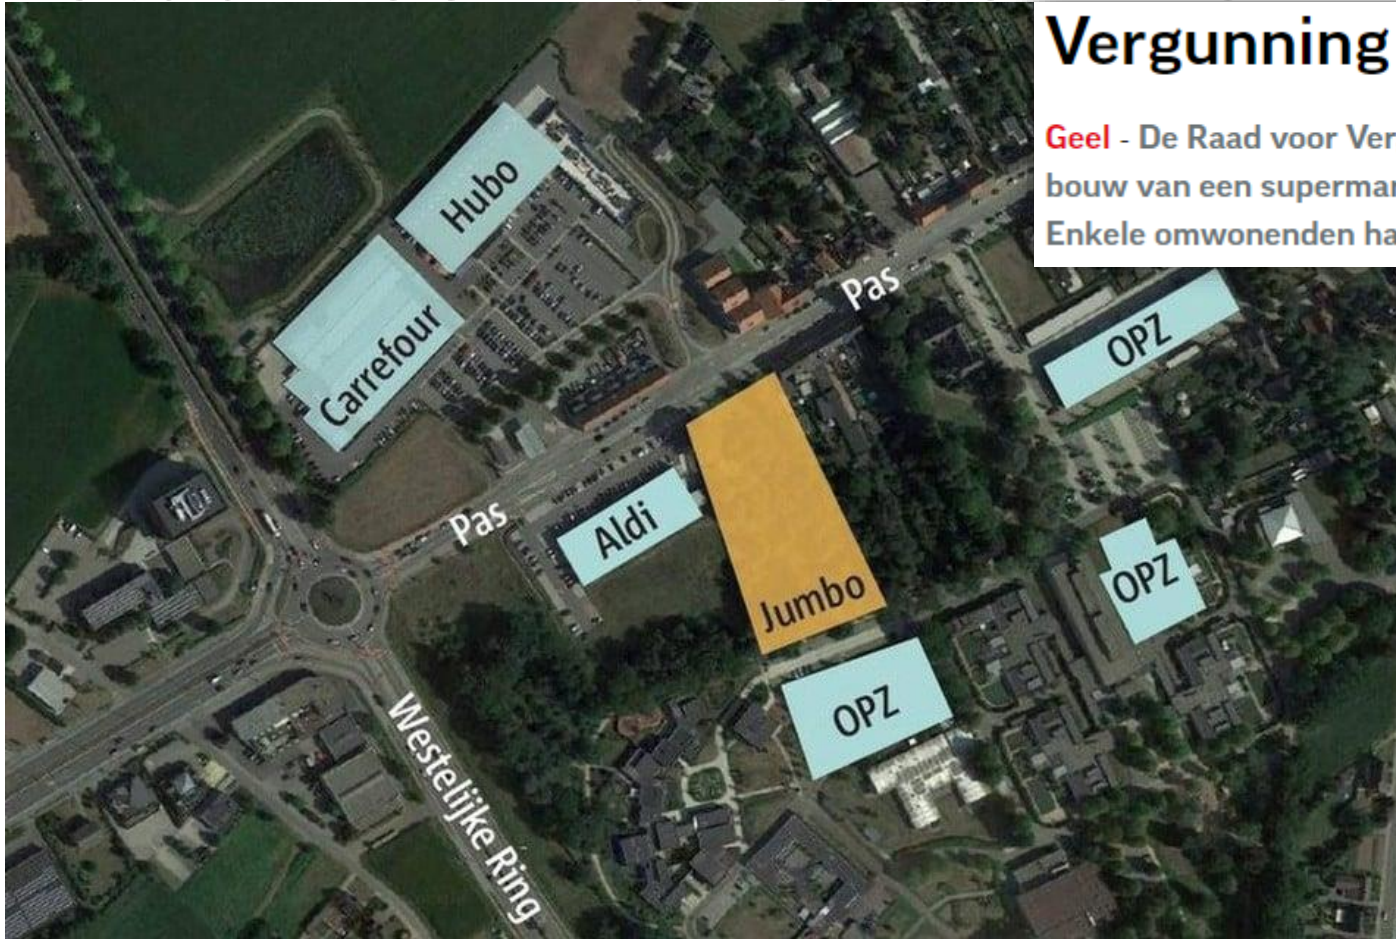 Vergunning
Geel - De Raad voor Ver
bouw van een superma
Enkele omwonenden ha
Hubo
Carrefour
Pas
OPZ
Pas
Aldi
Jumbo
OPZ
OPZ
Westelijke Ring